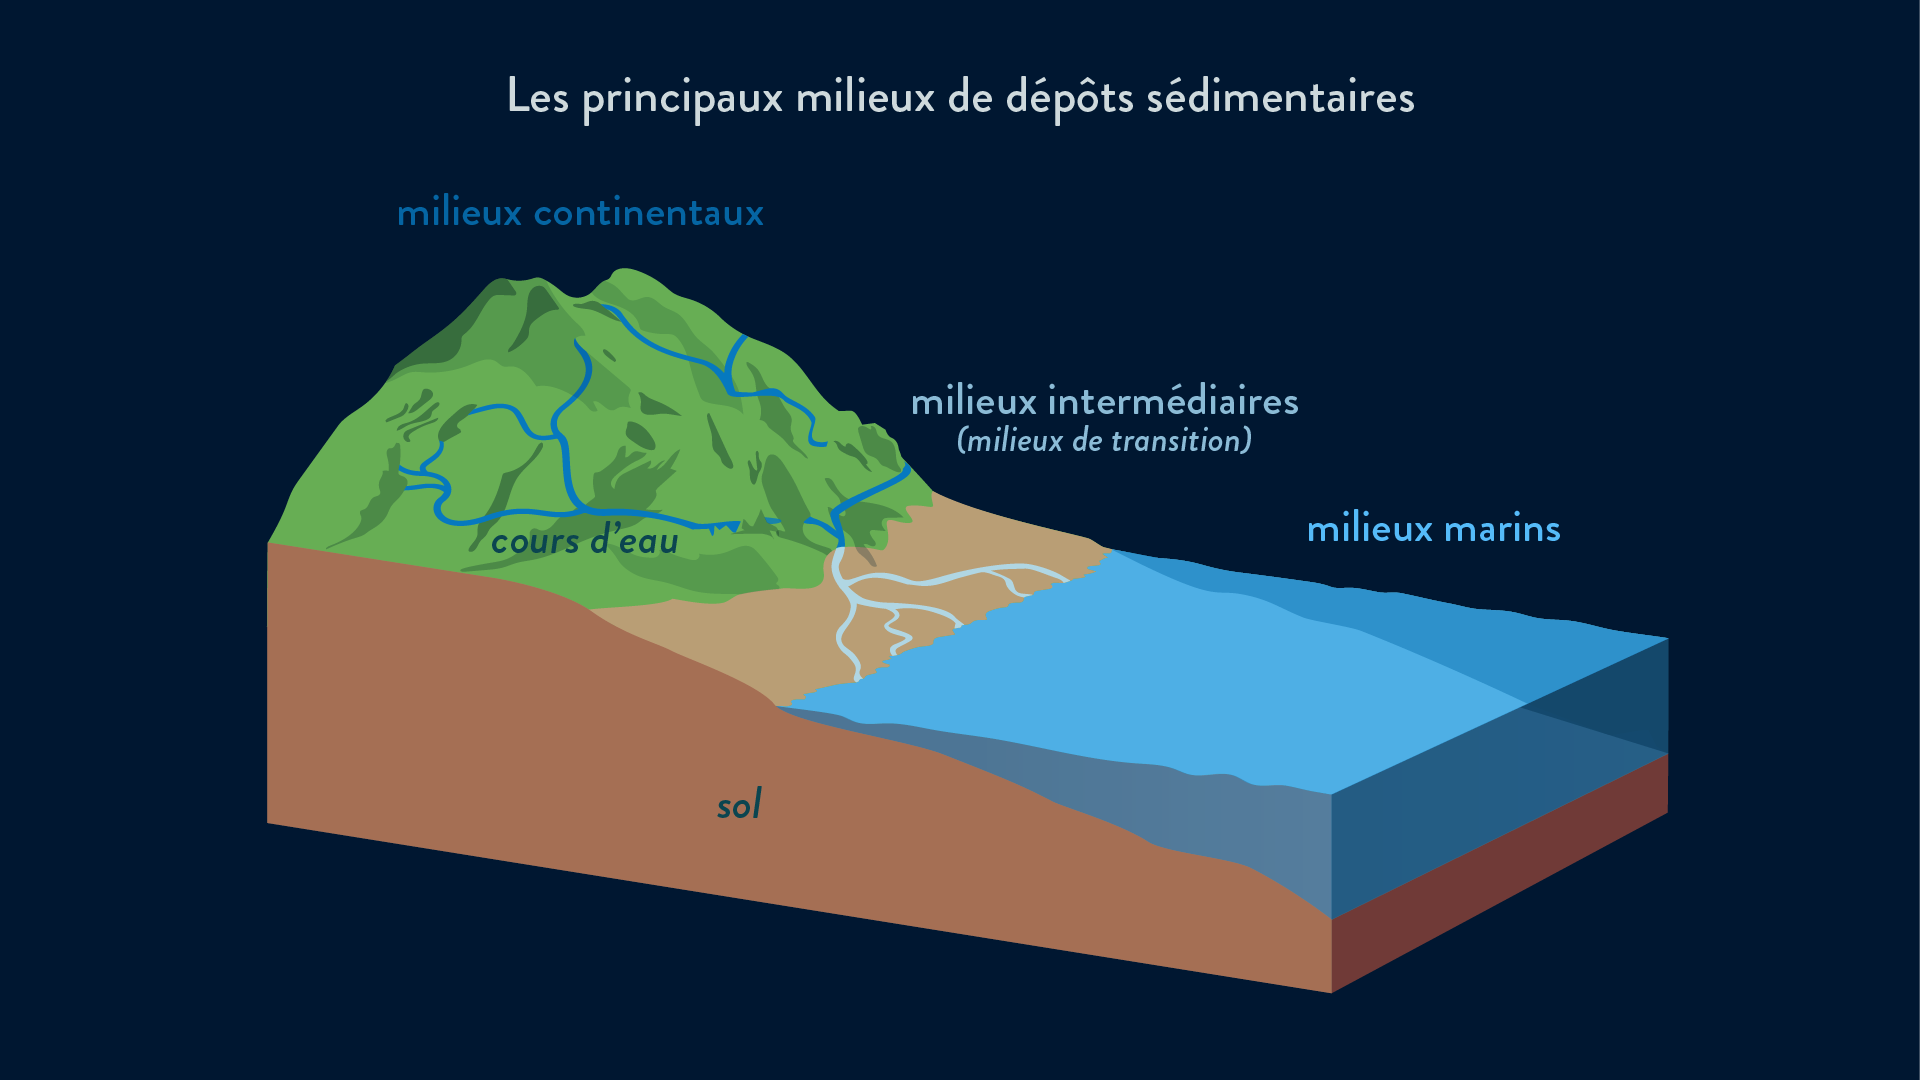 Les principaux milieux de dépôts sédimentaires
milieux continentaux
milieux intermédiaires
(milieux de transition)
milieux marins
cours d'eau
sol